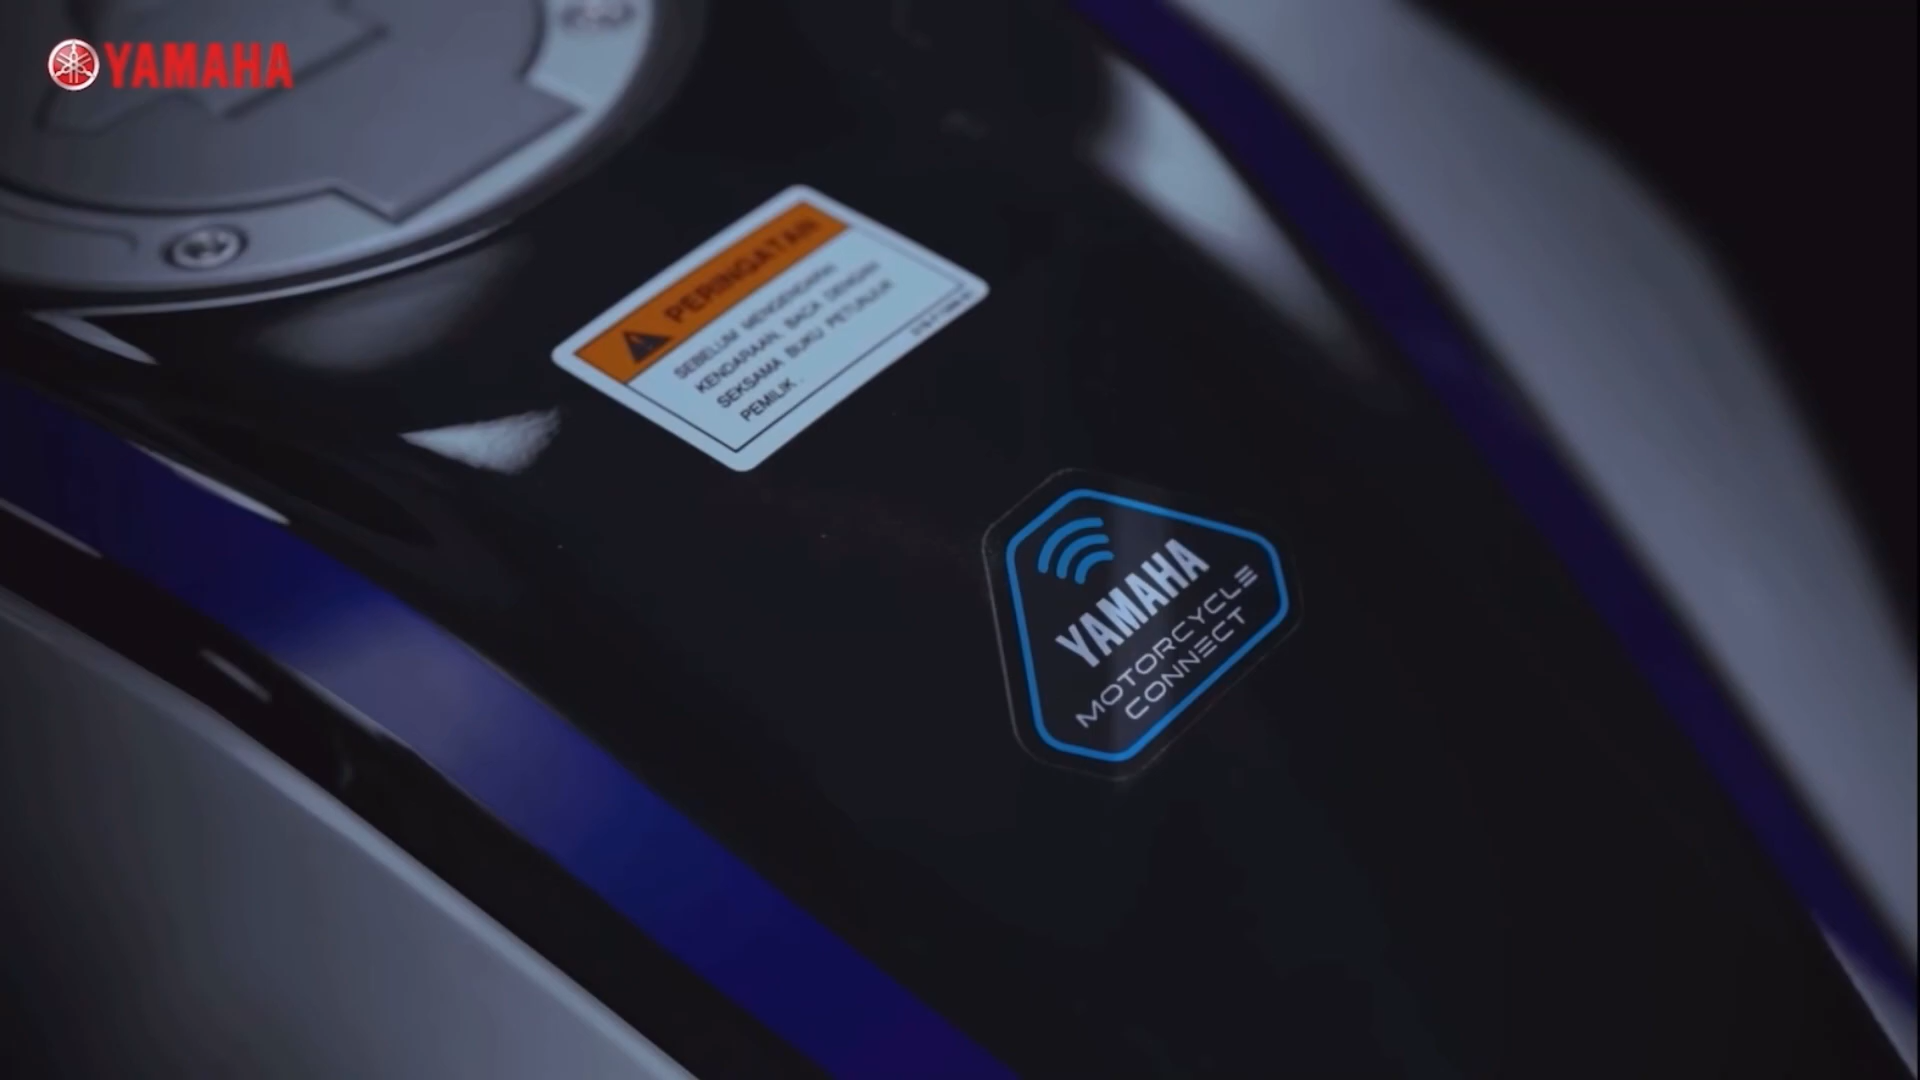 YAMAHA
PERINGATAN
SEBELUM MENGENDARAI
KENDARAAN, BACA DENGAN
SEKSAMA BUKU PETUNJUK
PEMILIK.
YAMAHA
MOTORCYCLE
CONNECT